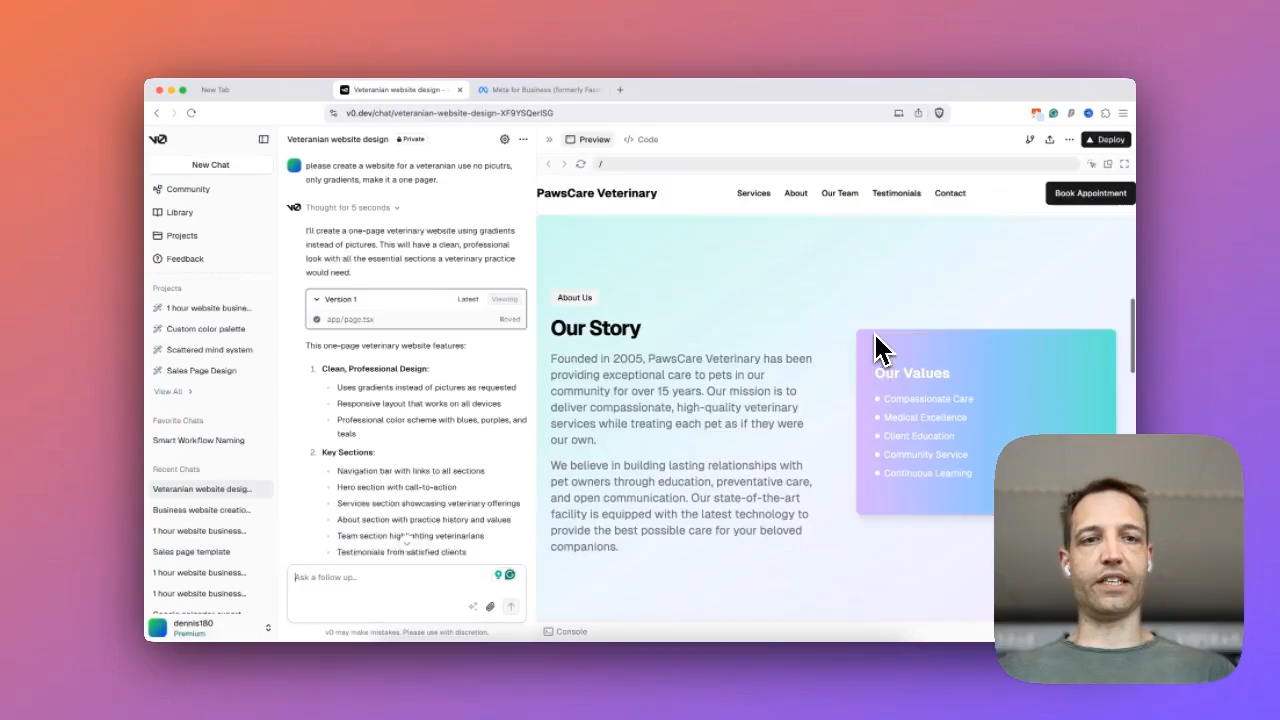 New Tab
Veteranian website design -
Meta for Business (formerly Face
v0.dev/chat/veteranian-website-design-XF9YSQerISG
v0
Veteranian website design
Private
Preview
Code
Deploy
New Chat
Community
Library
Projects
Feedback
Projects
1 hour website busine...
Custom color palette
Scattered mind system
Sales Page Design
View All
Favorite Chats
Smart Workflow Naming
Recent Chats
Veteranian website desig...
Business website creatio...
1 hour website business...
Sales page template
1 hour website business...
1 hour website business...
dennis180
Premium
please create a website for a veteranian use no picutrs,
only gradients, make it a one pager.
v0 Thought for 5 seconds
I'll create a one-page veterinary website using gradients
instead of pictures. This will have a clean, professional
look with all the essential sections a veterinary practice
would need.
Version 1 Latest Viewing
app/page.tsx Moved
This one-page veterinary website features:
1. Clean, Professional Design:
Uses gradients instead of pictures as requested
Responsive layout that works on all devices
Professional color scheme with blues, purples, and
teals
2. Key Sections:
Navigation bar with links to all sections
Hero section with call-to-action
Services section showcasing veterinary offerings
About section with practice history and values
Team section highlighting veterinarians
Testimonials from satisfied clients
Ask a follow up...
v0 may make mistakes. Please use with discretion.
/
PawsCare Veterinary
Services
About
Our Team
Testimonials
Contact
Book Appointment
About Us
Our Story
Founded in 2005, PawsCare Veterinary has been
providing exceptional care to pets in our
community for over 15 years. Our mission is to
deliver compassionate, high-quality veterinary
services while treating each pet as if they were
our own.
We believe in building lasting relationships with
pet owners through education, preventative care,
and open communication. Our state-of-the-art
facility is equipped with the latest technology to
provide the best possible care for your beloved
companions.
Our Values
Compassionate Care
Medical Excellence
Client Education
Community Service
Continuous Learning
Console